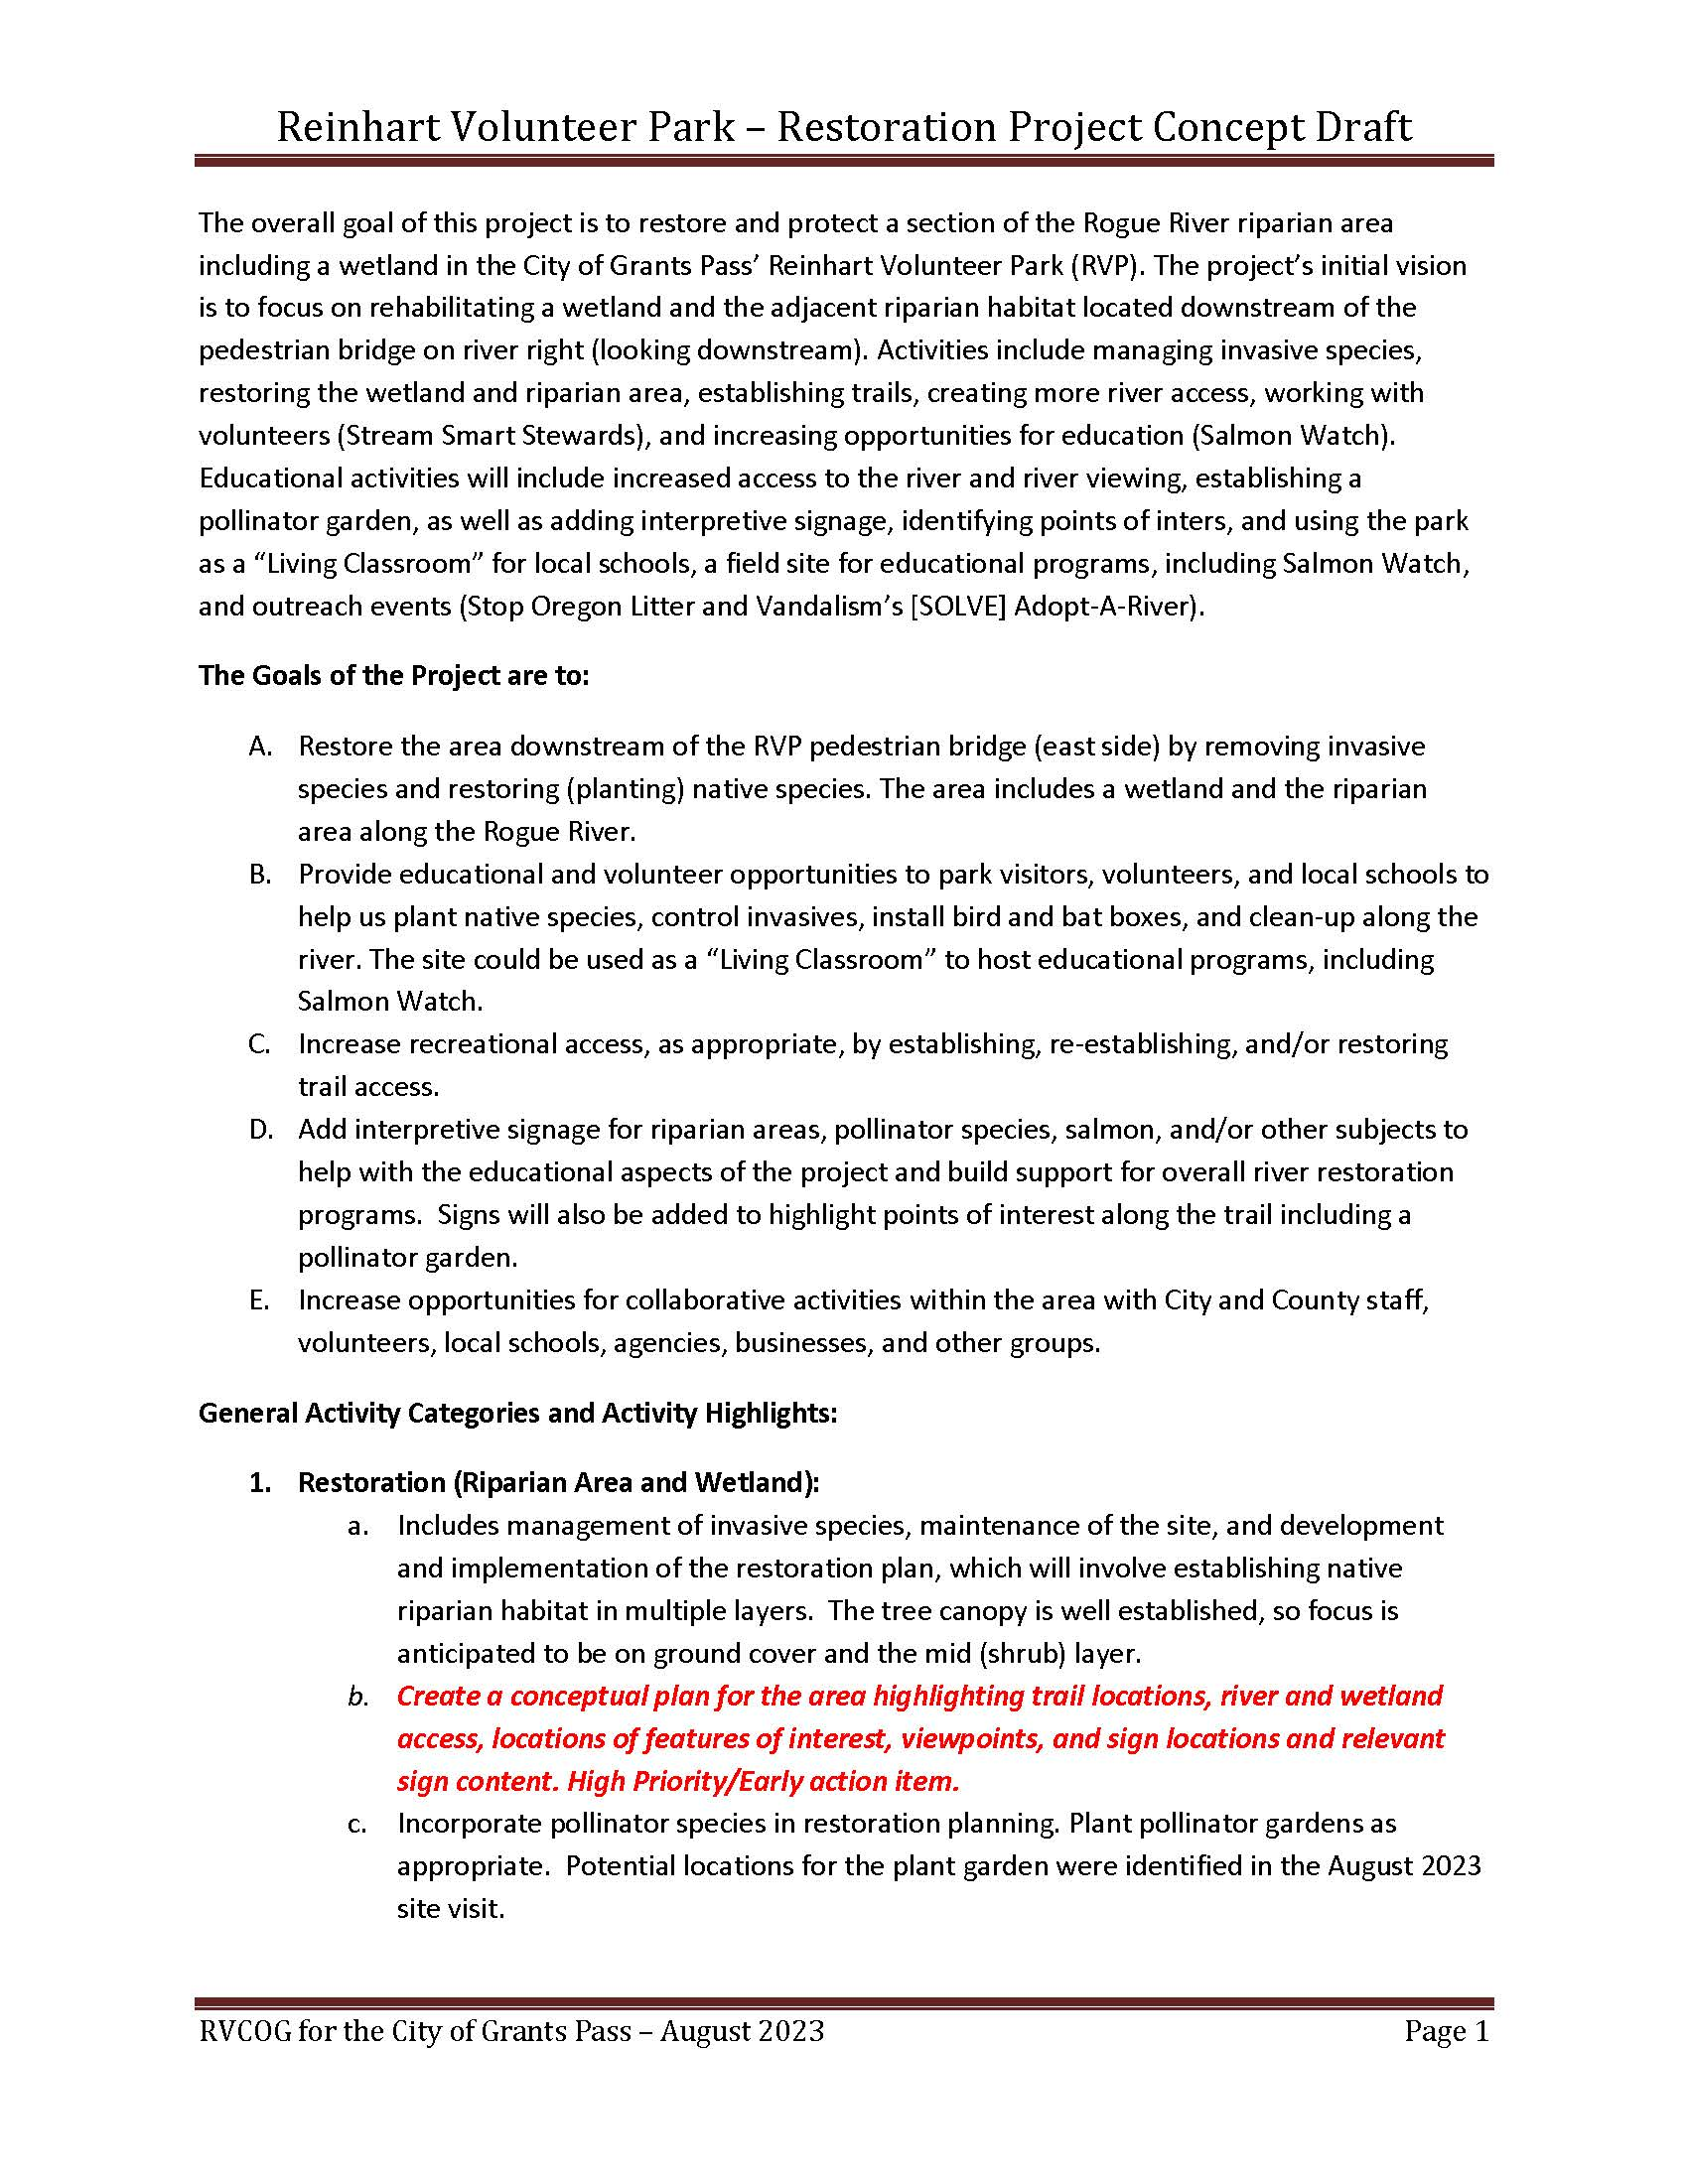 Reinhart Volunteer Park – Restoration Project Concept Draft
The overall goal of this project is to restore and protect a section of the Rogue River riparian area
including a wetland in the City of Grants Pass’ Reinhart Volunteer Park (RVP). The project’s initial vision
is to focus on rehabilitating a wetland and the adjacent riparian habitat located downstream of the
pedestrian bridge on river right (looking downstream). Activities include managing invasive species,
restoring the wetland and riparian area, establishing trails, creating more river access, working with
volunteers (Stream Smart Stewards), and increasing opportunities for education (Salmon Watch).
Educational activities will include increased access to the river and river viewing, establishing a
pollinator garden, as well as adding interpretive signage, identifying points of inters, and using the park
as a “Living Classroom” for local schools, a field site for educational programs, including Salmon Watch,
and outreach events (Stop Oregon Litter and Vandalism’s [SOLVE] Adopt-A-River).
The Goals of the Project are to:
A. Restore the area downstream of the RVP pedestrian bridge (east side) by removing invasive
species and restoring (planting) native species. The area includes a wetland and the riparian
area along the Rogue River.
B. Provide educational and volunteer opportunities to park visitors, volunteers, and local schools to
help us plant native species, control invasives, install bird and bat boxes, and clean-up along the
river. The site could be used as a “Living Classroom” to host educational programs, including
Salmon Watch.
C. Increase recreational access, as appropriate, by establishing, re-establishing, and/or restoring
trail access.
D. Add interpretive signage for riparian areas, pollinator species, salmon, and/or other subjects to
help with the educational aspects of the project and build support for overall river restoration
programs.  Signs will also be added to highlight points of interest along the trail including a
pollinator garden.
E. Increase opportunities for collaborative activities within the area with City and County staff,
volunteers, local schools, agencies, businesses, and other groups.
General Activity Categories and Activity Highlights:
1. Restoration (Riparian Area and Wetland):
a. Includes management of invasive species, maintenance of the site, and development
and implementation of the restoration plan, which will involve establishing native
riparian habitat in multiple layers.  The tree canopy is well established, so focus is
anticipated to be on ground cover and the mid (shrub) layer.
b. Create a conceptual plan for the area highlighting trail locations, river and wetland
access, locations of features of interest, viewpoints, and sign locations and relevant
sign content. High Priority/Early action item.
c. Incorporate pollinator species in restoration planning. Plant pollinator gardens as
appropriate.  Potential locations for the plant garden were identified in the August 2023
site visit.
RVCOG for the City of Grants Pass – August 2023 Page 1